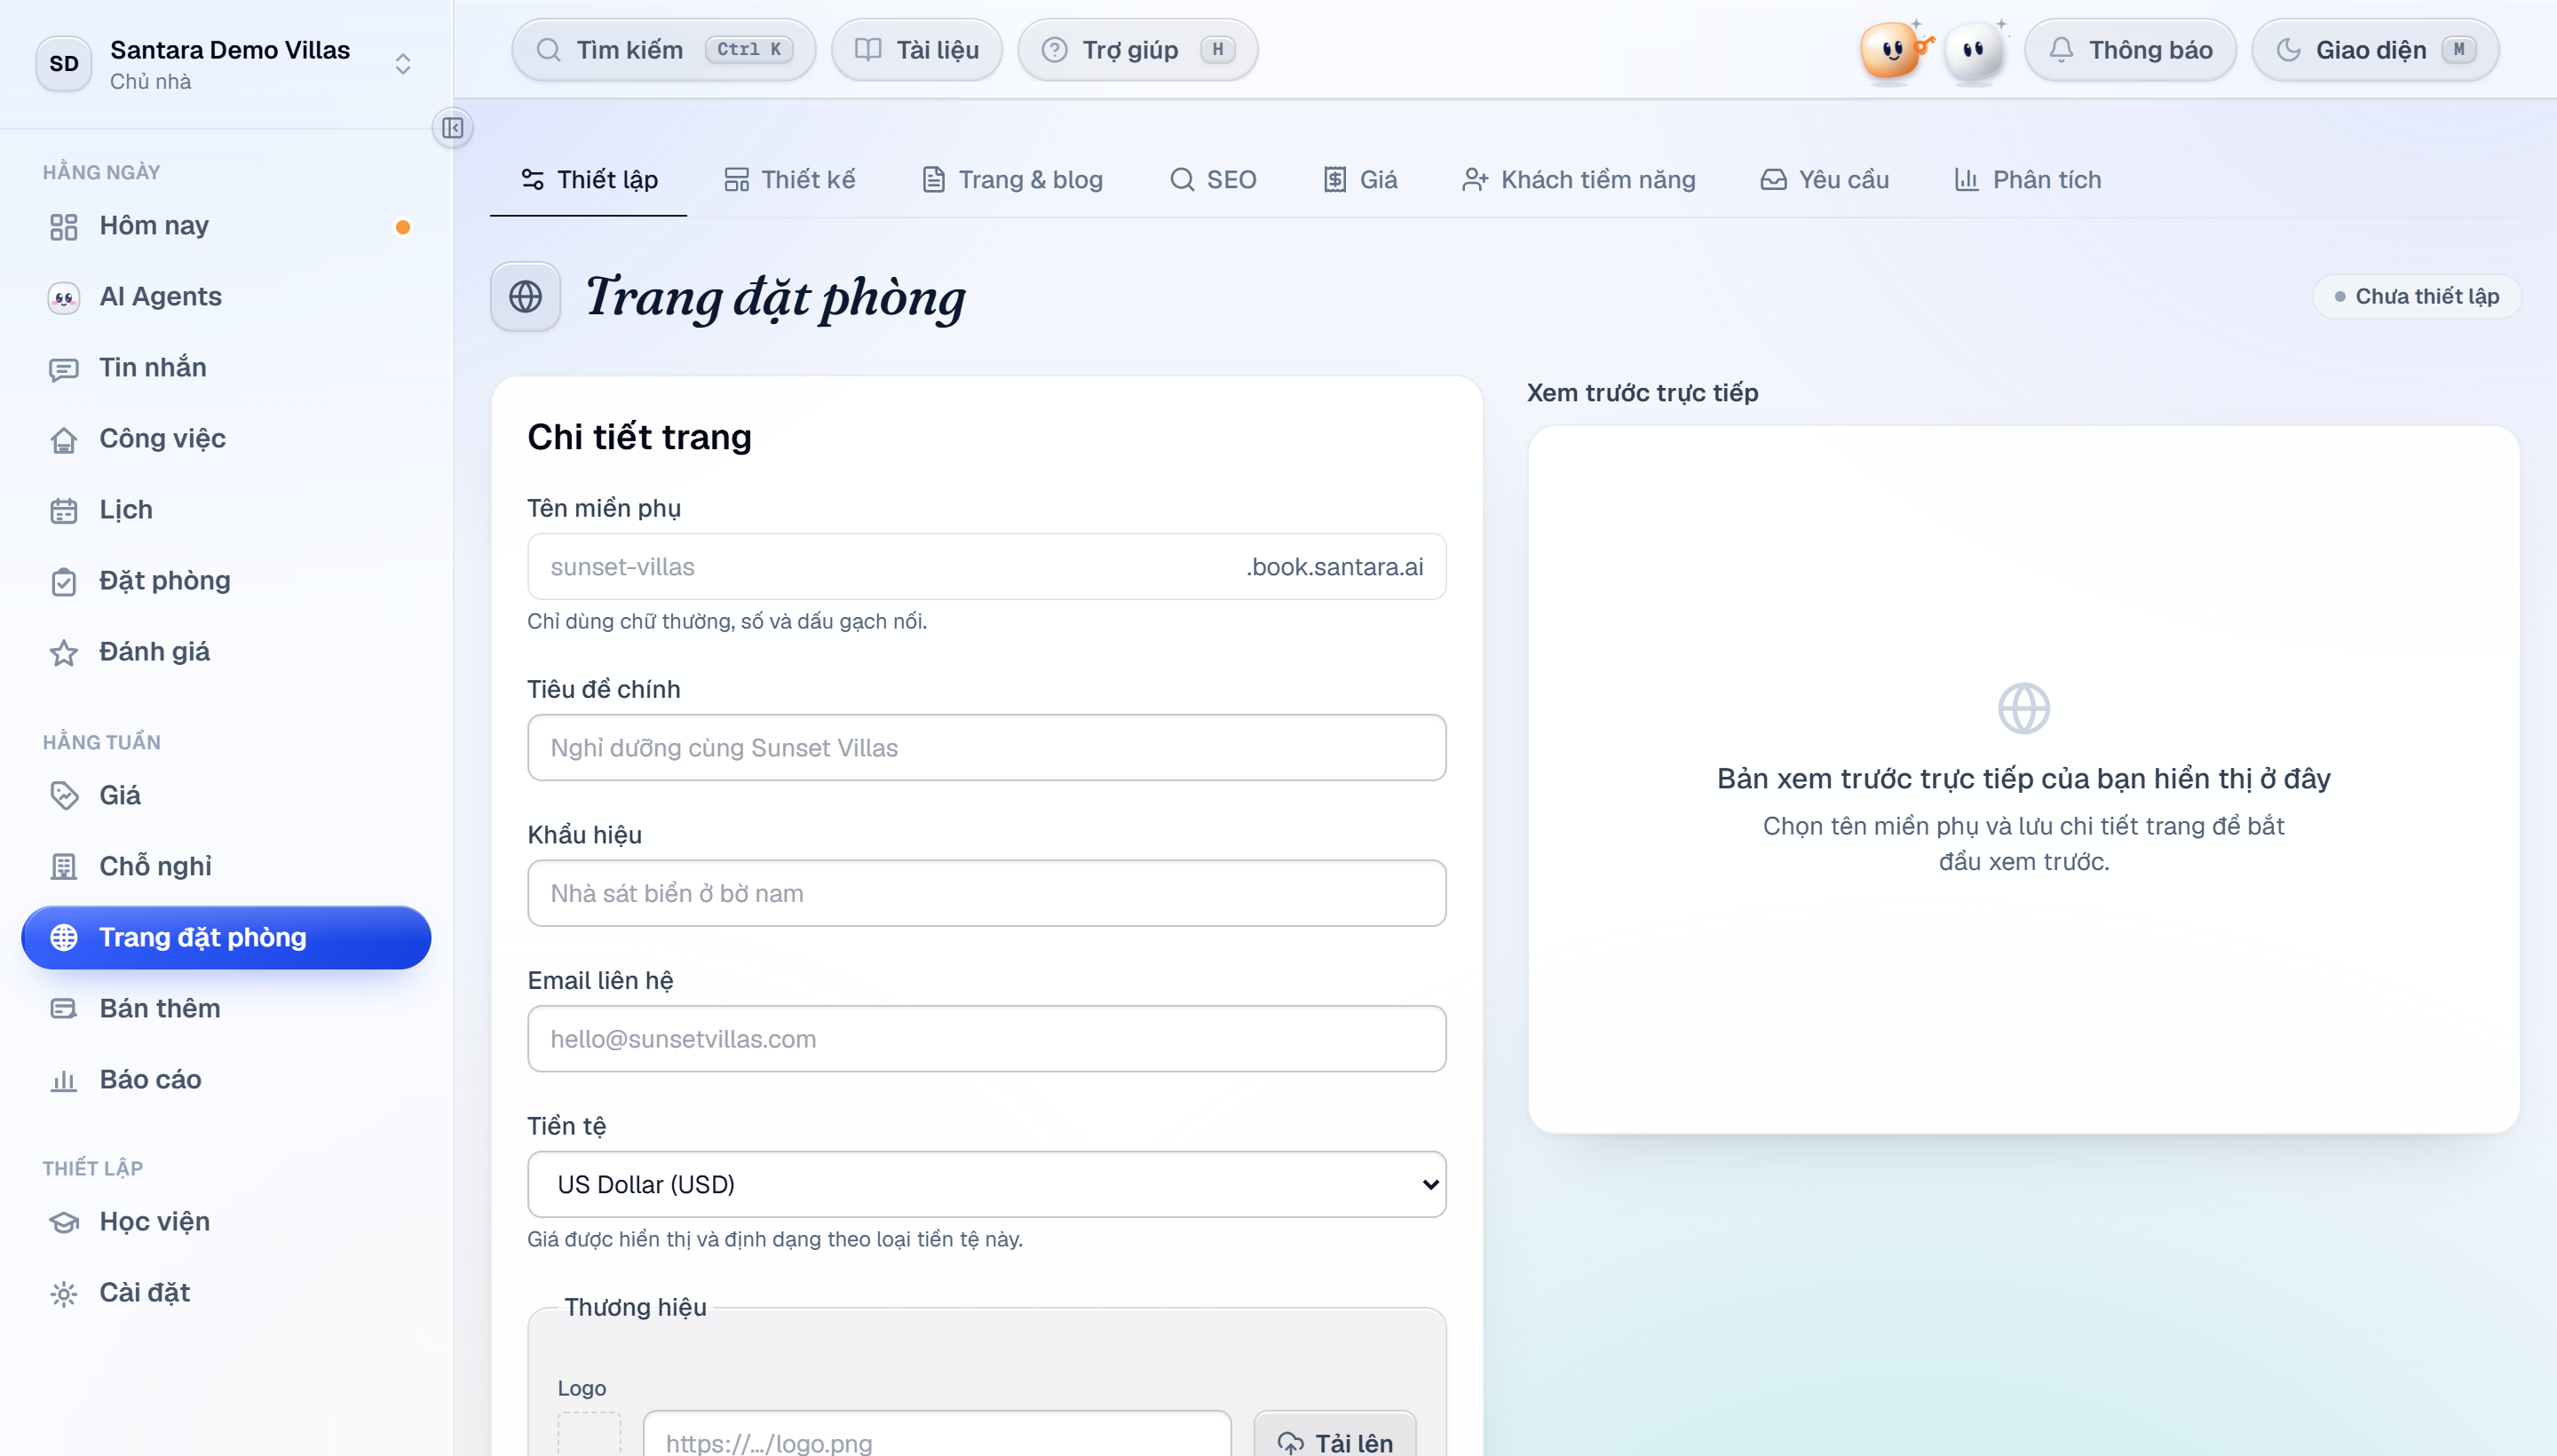 SD
Santara Demo Villas
Chủ nhà
Tìm kiếm Ctrl K
Tài liệu
Trợ giúp H
Thông báo
Giao diện M
HẰNG NGÀY
Hôm nay
AI Agents
Tin nhắn
Công việc
Lịch
Đặt phòng
Đánh giá
HẰNG TUẦN
Giá
Chỗ nghỉ
Trang đặt phòng
Bán thêm
Báo cáo
THIẾT LẬP
Học viện
Cài đặt
Thiết lập
Thiết kế
Trang & blog
SEO
Giá
Khách tiềm năng
Yêu cầu
Phân tích
Trang đặt phòng
Chưa thiết lập
Chi tiết trang
Tên miền phụ
sunset-villas .book.santara.ai
Chỉ dùng chữ thường, số và dấu gạch nối.
Tiêu đề chính
Nghỉ dưỡng cùng Sunset Villas
Khẩu hiệu
Nhà sát biển ở bờ nam
Email liên hệ
hello@sunsetvillas.com
Tiền tệ
US Dollar (USD)
Giá được hiển thị và định dạng theo loại tiền tệ này.
Thương hiệu
Logo
https://.../logo.png
Tải lên
Xem trước trực tiếp
Bản xem trước trực tiếp của bạn hiển thị ở đây
Chọn tên miền phụ và lưu chi tiết trang để bắt
đầu xem trước.